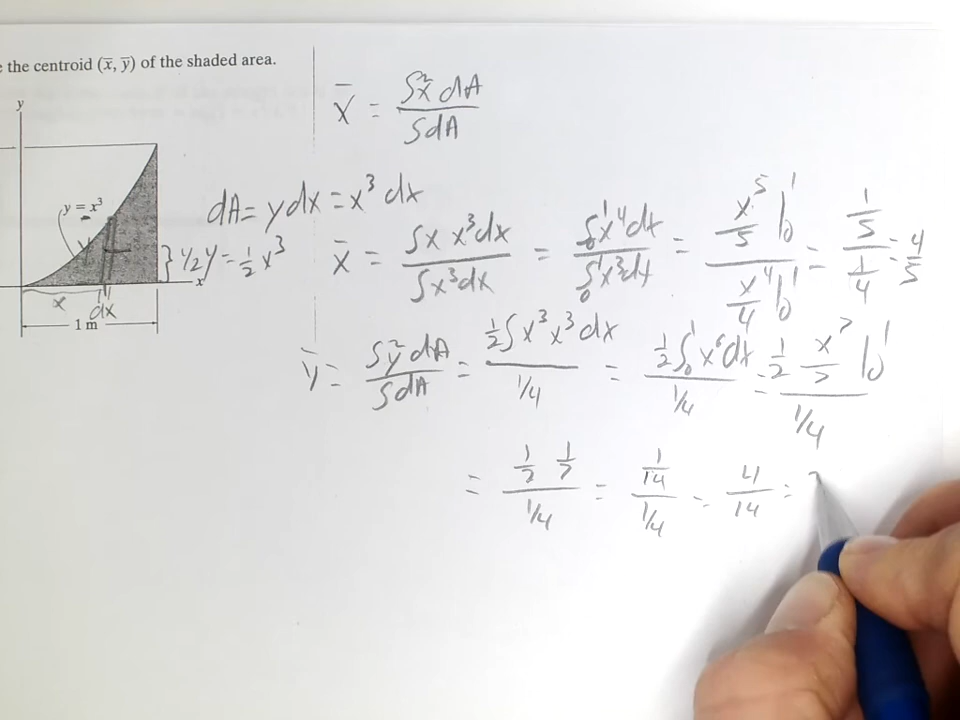 the centroid (x̄, ȳ) of the shaded area.
y
x̄ = ∫x̃ dA / ∫dA
y = x³
dA = y dx = x³ dx
y
} 1/2 y = 1/2 x³
x
x̄ = ∫x x³dx / ∫x³dx = ∫₀¹x⁴dx / ∫₀¹x³dx = x⁵/5 |₀¹ / x⁴/4 |₀¹ = 1/5 / 1/4 = 4/5
x
dx
1 m
ȳ = ∫ỹ dA / ∫dA = 1/2∫x³x³dx / 1/4 = 1/2∫₀¹x⁶dx / 1/4 = 1/2 x⁷/7 |₀¹ / 1/4
= 1/2 1/7 / 1/4 = 1/14 / 1/4 = 4/14 =